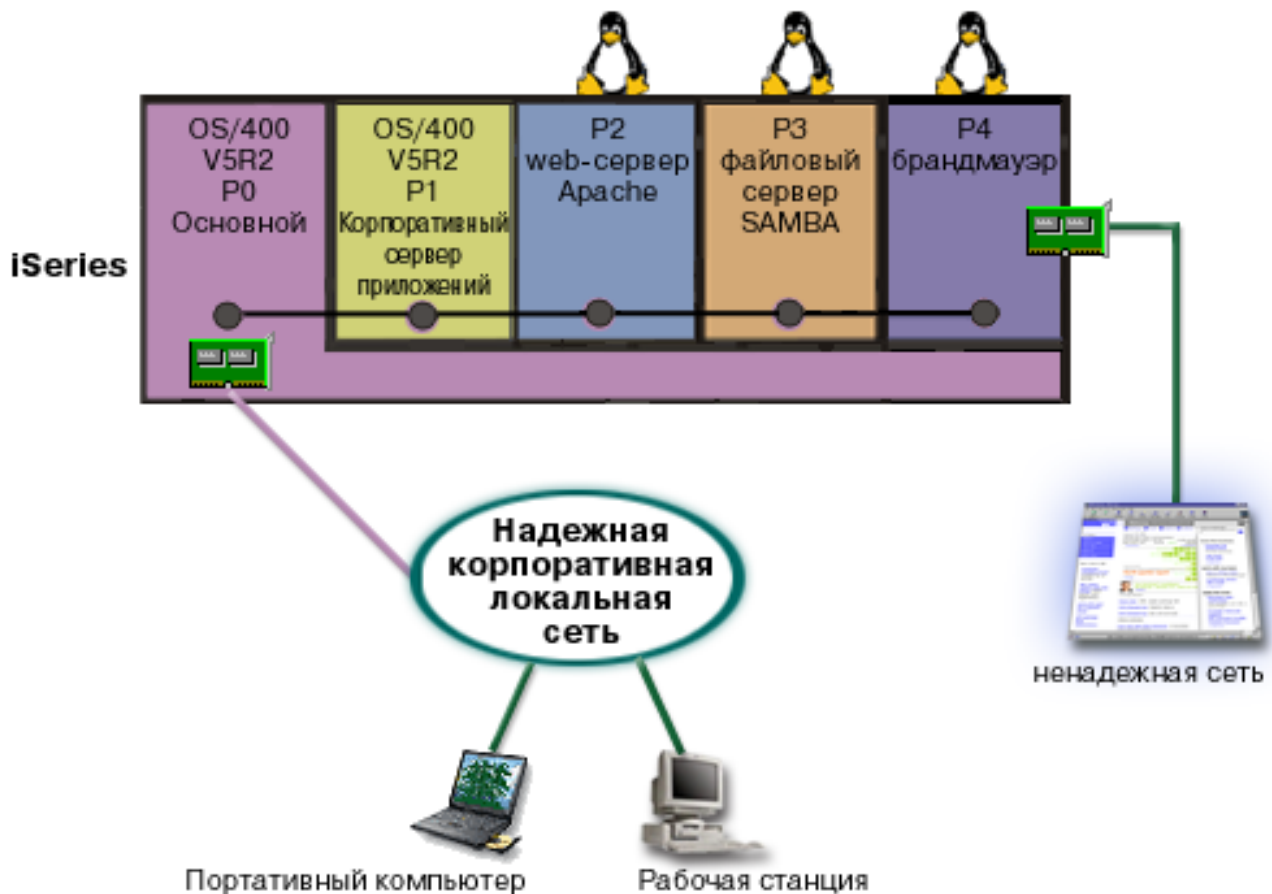 OS/400
V5R2
P0
Основной
OS/400
V5R2
P1
Корпоративный
сервер
приложений
P2
web-сервер
Apache
P3
файловый
сервер
SAMBA
P4
брандмауэр
iSeries
Надежная
корпоративная
локальная
сеть
ненадежная сеть
Портативный компьютер
Рабочая станция